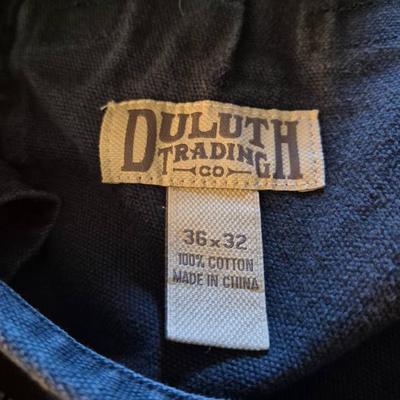 DULUTH
TRADING
CO
36 x 32
100% COTTON
MADE IN CHINA